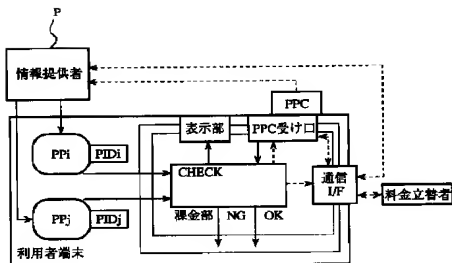 P
情報提供者
PPC
表示部
PPC受け口
PPi
PIDi
CHECK
通信
I/F
料金立替者
PPj
PIDj
課金部 NG OK
利用者端末